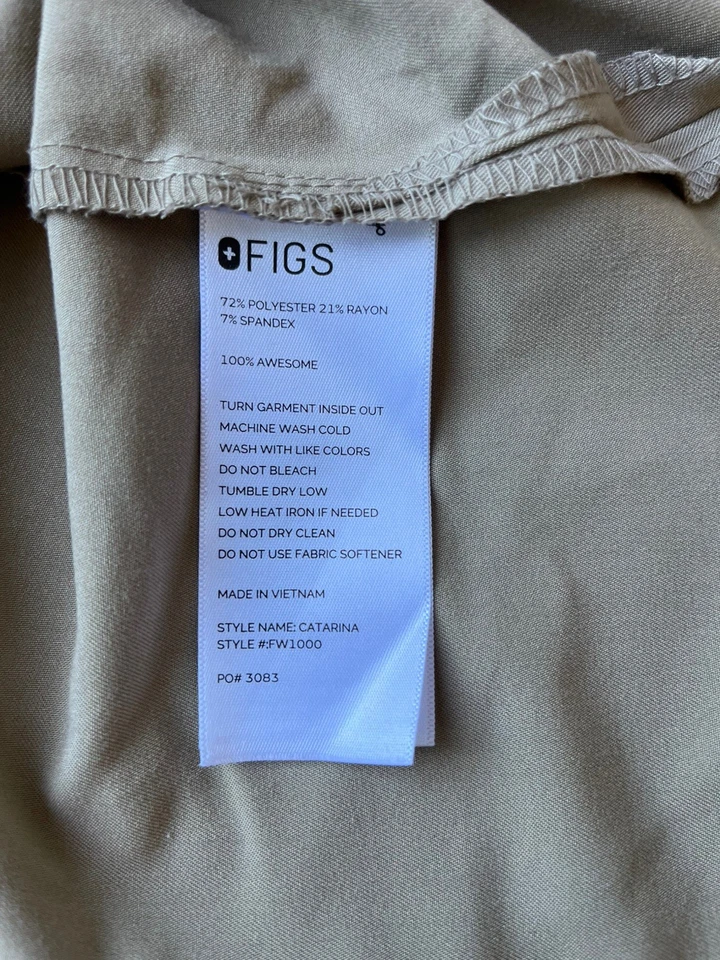 FIGS
72% POLYESTER 21% RAYON
7% SPANDEX
100% AWESOME
TURN GARMENT INSIDE OUT
MACHINE WASH COLD
WASH WITH LIKE COLORS
DO NOT BLEACH
TUMBLE DRY LOW
LOW HEAT IRON IF NEEDED
DO NOT DRY CLEAN
DO NOT USE FABRIC SOFTENER
MADE IN VIETNAM
STYLE NAME: CATARINA
STYLE #:FW1000
PO# 3083